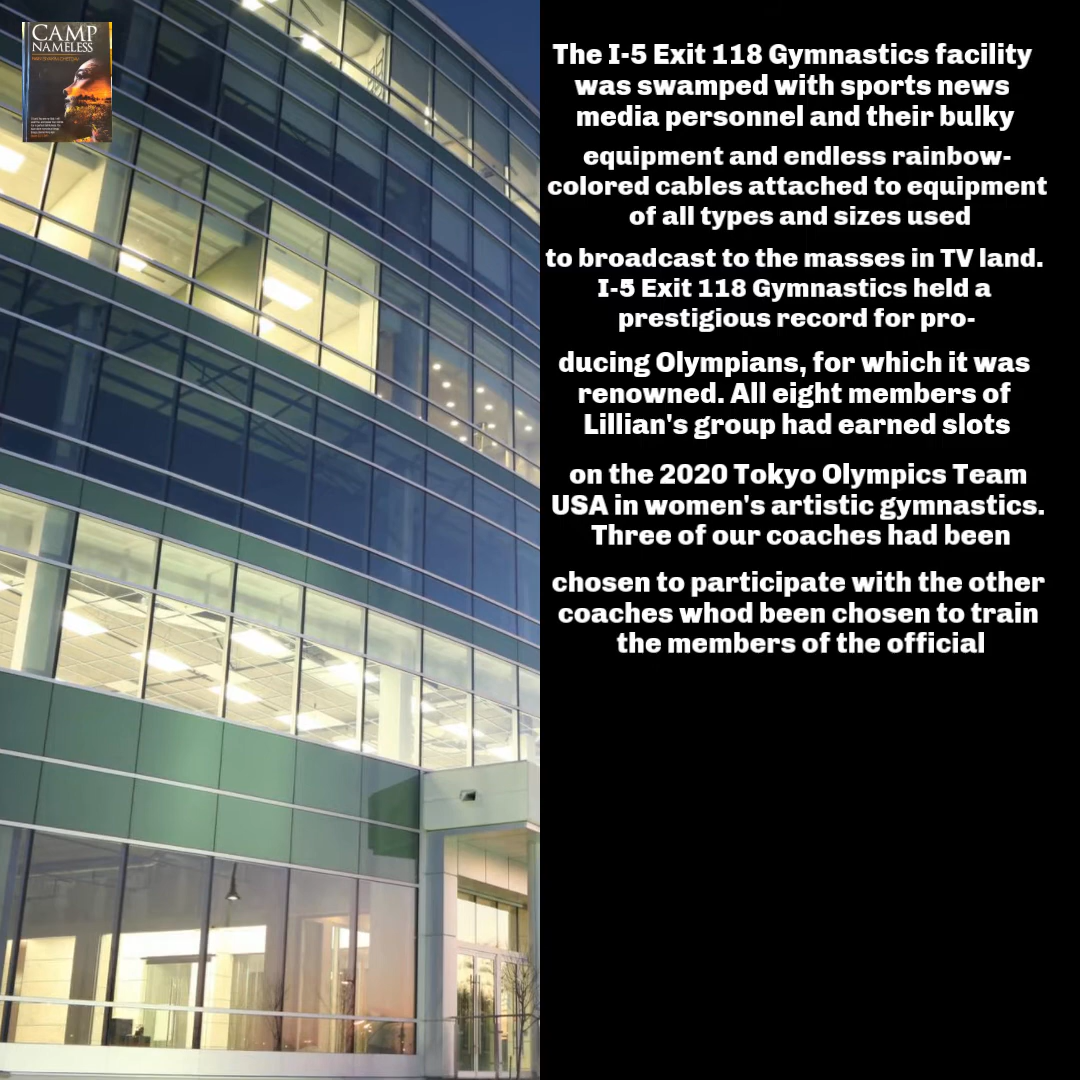 CAMP
NAMELESS
The I-5 Exit 118 Gymnastics facility
was swamped with sports news
media personnel and their bulky
equipment and endless rainbow-
colored cables attached to equipment
of all types and sizes used
to broadcast to the masses in TV land.
I-5 Exit 118 Gymnastics held a
prestigious record for pro-
ducing Olympians, for which it was
renowned. All eight members of
Lillian's group had earned slots
on the 2020 Tokyo Olympics Team
USA in women's artistic gymnastics.
Three of our coaches had been
chosen to participate with the other
coaches whod been chosen to train
the members of the official